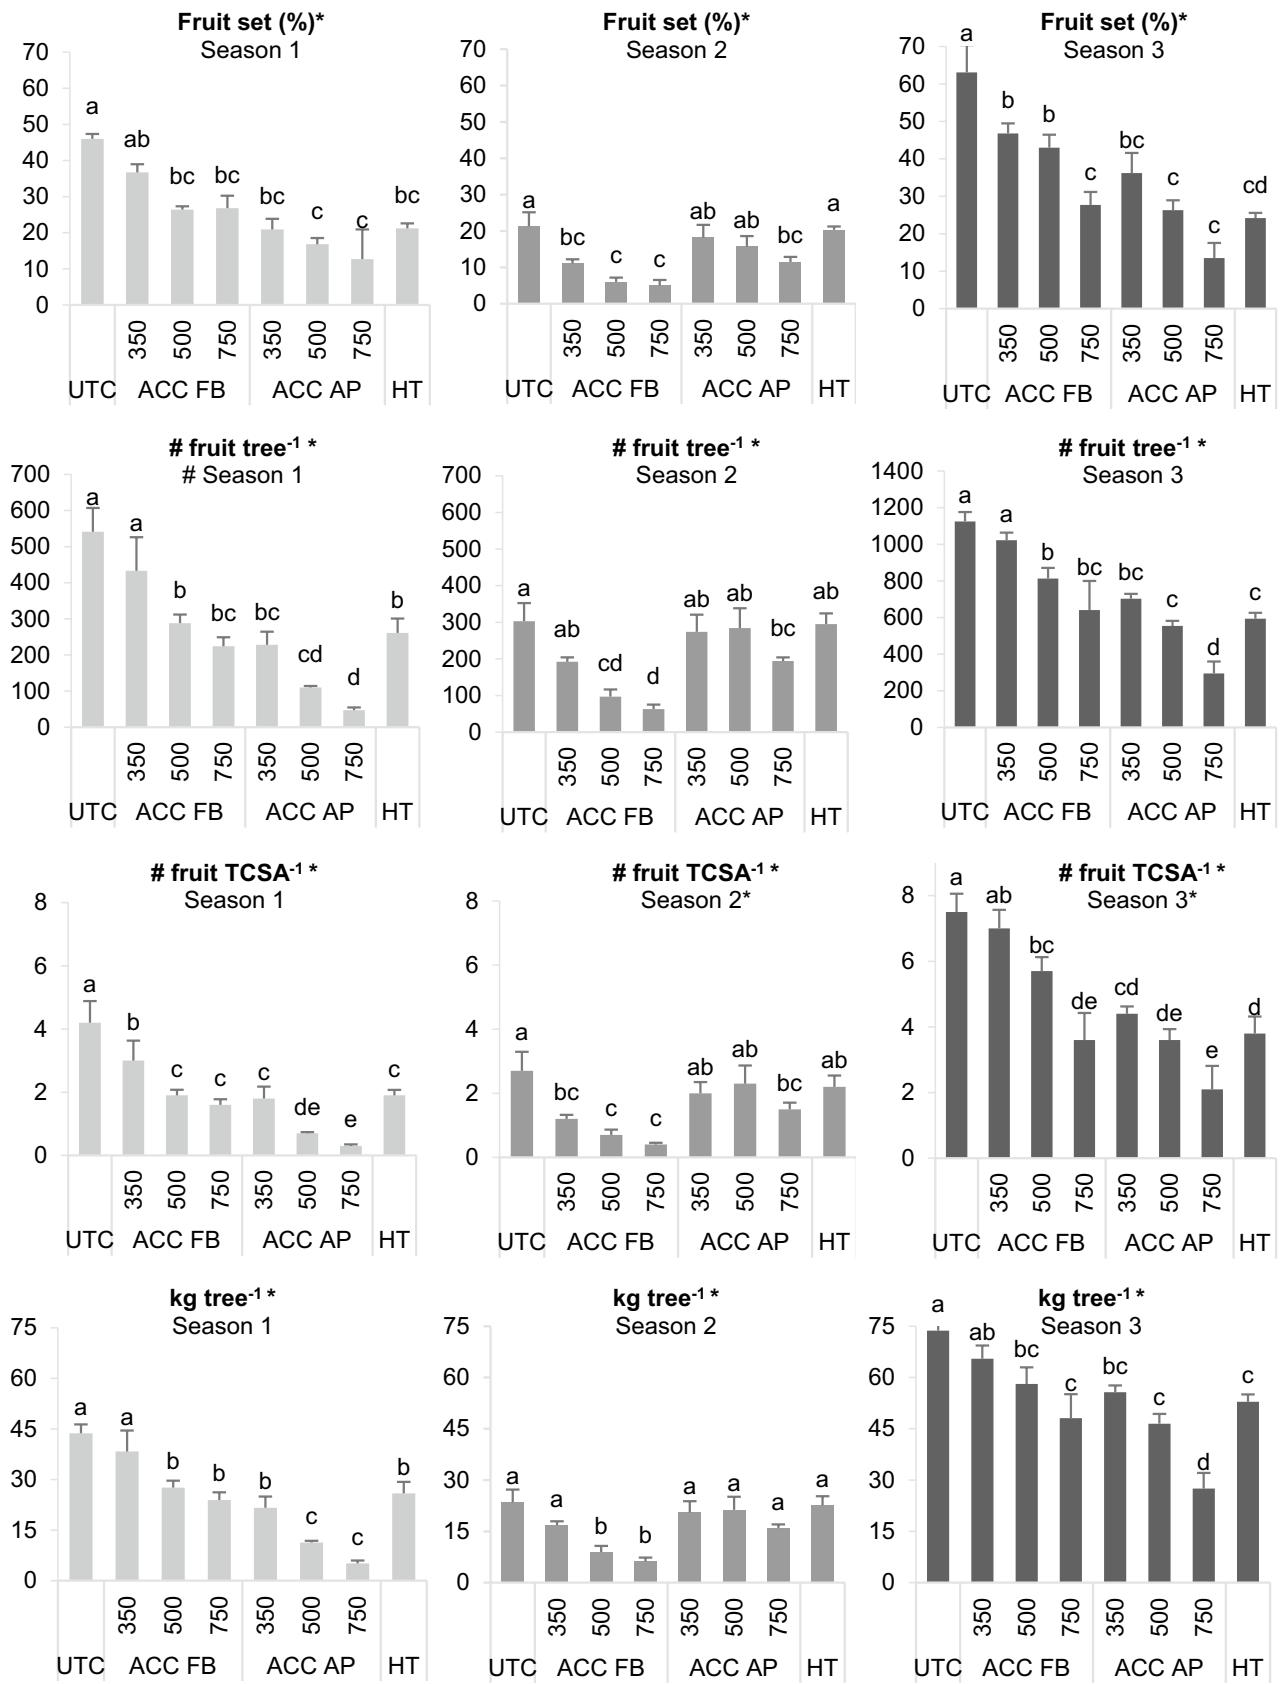 Fruit set (%)*
Season 1
70
60
50
40
30
20
10
0
a
ab
bc
bc
bc
c
c
bc
350
500
750
350
500
750
UTC ACC FB ACC AP HT
Fruit set (%)*
Season 2
70
60
50
40
30
20
10
0
a
bc
c
c
ab
ab
bc
a
350
500
750
350
500
750
UTC ACC FB ACC AP HT
Fruit set (%)*
Season 3
70
60
50
40
30
20
10
0
a
b
b
c
bc
c
c
cd
350
500
750
350
500
750
UTC ACC FB ACC AP HT
# fruit tree-1 *
# Season 1
700
600
500
400
300
200
100
0
a
a
b
bc
bc
cd
d
b
350
500
750
350
500
750
UTC ACC FB ACC AP HT
# fruit tree-1 *
Season 2
700
600
500
400
300
200
100
0
a
ab
cd
d
ab
ab
bc
ab
350
500
750
350
500
750
UTC ACC FB ACC AP HT
# fruit tree-1 *
Season 3
1400
1200
1000
800
600
400
200
0
a
a
b
bc
bc
c
d
c
350
500
750
350
500
750
UTC ACC FB ACC AP HT
# fruit TCSA-1 *
Season 1
8
6
4
2
0
a
b
c
c
c
de
e
c
350
500
750
350
500
750
UTC ACC FB ACC AP HT
# fruit TCSA-1 *
Season 2*
8
6
4
2
0
a
bc
c
c
ab
ab
bc
ab
350
500
750
350
500
750
UTC ACC FB ACC AP HT
# fruit TCSA-1 *
Season 3*
8
6
4
2
0
a
ab
bc
de
cd
de
e
d
350
500
750
350
500
750
UTC ACC FB ACC AP HT
kg tree-1 *
Season 1
75
60
45
30
15
0
a
a
b
b
b
c
c
b
350
500
750
350
500
750
UTC ACC FB ACC AP HT
kg tree-1 *
Season 2
75
60
45
30
15
0
a
a
b
b
a
a
a
a
350
500
750
350
500
750
UTC ACC FB ACC AP HT
kg tree-1 *
Season 3
75
60
45
30
15
0
a
ab
bc
c
bc
c
d
c
350
500
750
350
500
750
UTC ACC FB ACC AP HT